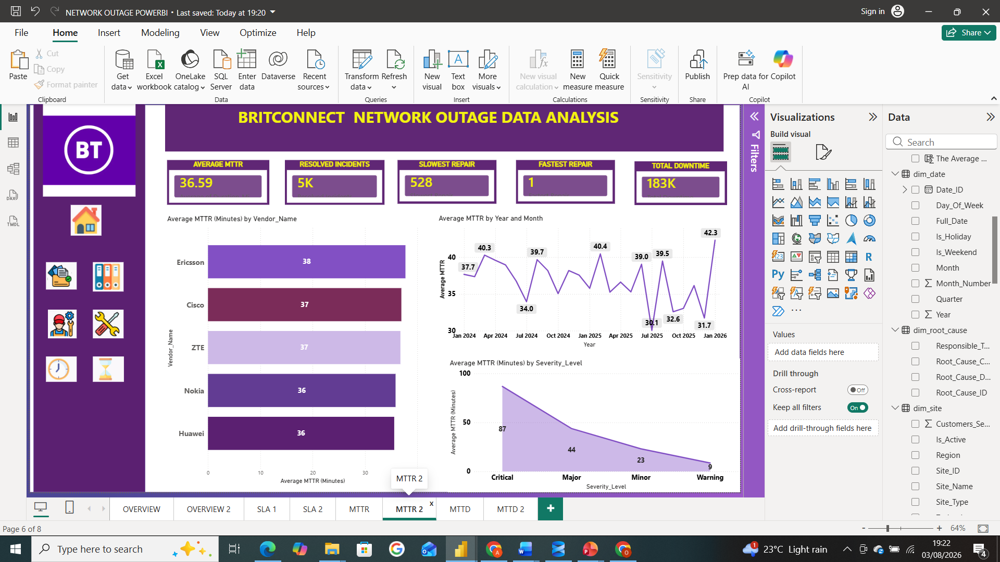 NETWORK OUTAGE POWERBI • Last saved: Today at 19:20
Sign in
File Home Insert Modeling View Optimize Help
Share
Paste
Cut
Copy
Format painter
Clipboard
Get data
Excel workbook
OneLake catalog
SQL Server
Enter data
Dataverse
Recent sources
Data
Transform data
Refresh
Queries
New visual
Text box
More visuals
Insert
New visual calculation
New measure
Quick measure
Calculations
Sensitivity
Sensitivity
Publish
Share
Prep data for AI
Copilot
Copilot
BT
BRITCONNECT NETWORK OUTAGE DATA ANALYSIS
AVERAGE MTTR
36.59
RESOLVED INCIDENTS
5K
SLOWEST REPAIR
528
FASTEST REPAIR
1
TOTAL DOWNTIME
183K
Average MTTR (Minutes) by Vendor_Name
Vendor_Name
Ericsson 38
Cisco 37
ZTE 37
Nokia 36
Huawei 36
0 10 20 30
Average MTTR (Minutes)
Average MTTR by Year and Month
Average MTTR
40
35
30
37.7
40.3
34.0
39.7
40.4
39.0
30.1
39.5
32.6
31.7
42.3
Jan 2024 Apr 2024 Jul 2024 Oct 2024 Jan 2025 Apr 2025 Jul 2025 Oct 2025 Jan 2026
Year
Average MTTR (Minutes) by Severity_Level
Average MTTR (Minutes)
100
50
0
87
44
23
9
Critical Major Minor Warning
Severity_Level
MTTR 2
Filters
Visualizations
Build visual
Values
Add data fields here
Drill through
Cross-report
Off
Keep all filters
On
Add drill-through fields here
Data
Search
The Average ...
dim_date
Date_ID
Day_Of_Week
Full_Date
Is_Holiday
Is_Weekend
Month
Month_Number
Quarter
Year
dim_root_cause
Responsible_T...
Root_Cause_C...
Root_Cause_D...
Root_Cause_ID
dim_site
Customers_Se...
Is_Active
Region
Site_ID
Site_Name
Site_Type
OVERVIEW OVERVIEW 2 SLA 1 SLA 2 MTTR MTTR 2 x MTTD MTTD 2 +
Page 6 of 8
- + 64%
Type here to search
1
23°C Light rain
19:22
03/08/2026
4